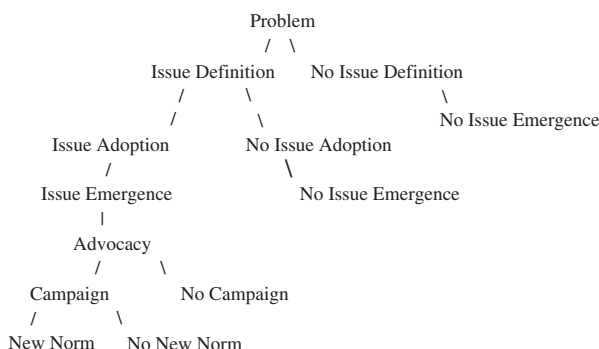 Problem
/ \
Issue Definition No Issue Definition
/ \ \
/ \ No Issue Emergence
Issue Adoption No Issue Adoption
/ \
Issue Emergence No Issue Emergence
|
Advocacy
/ \
Campaign No Campaign
/ \
New Norm No New Norm